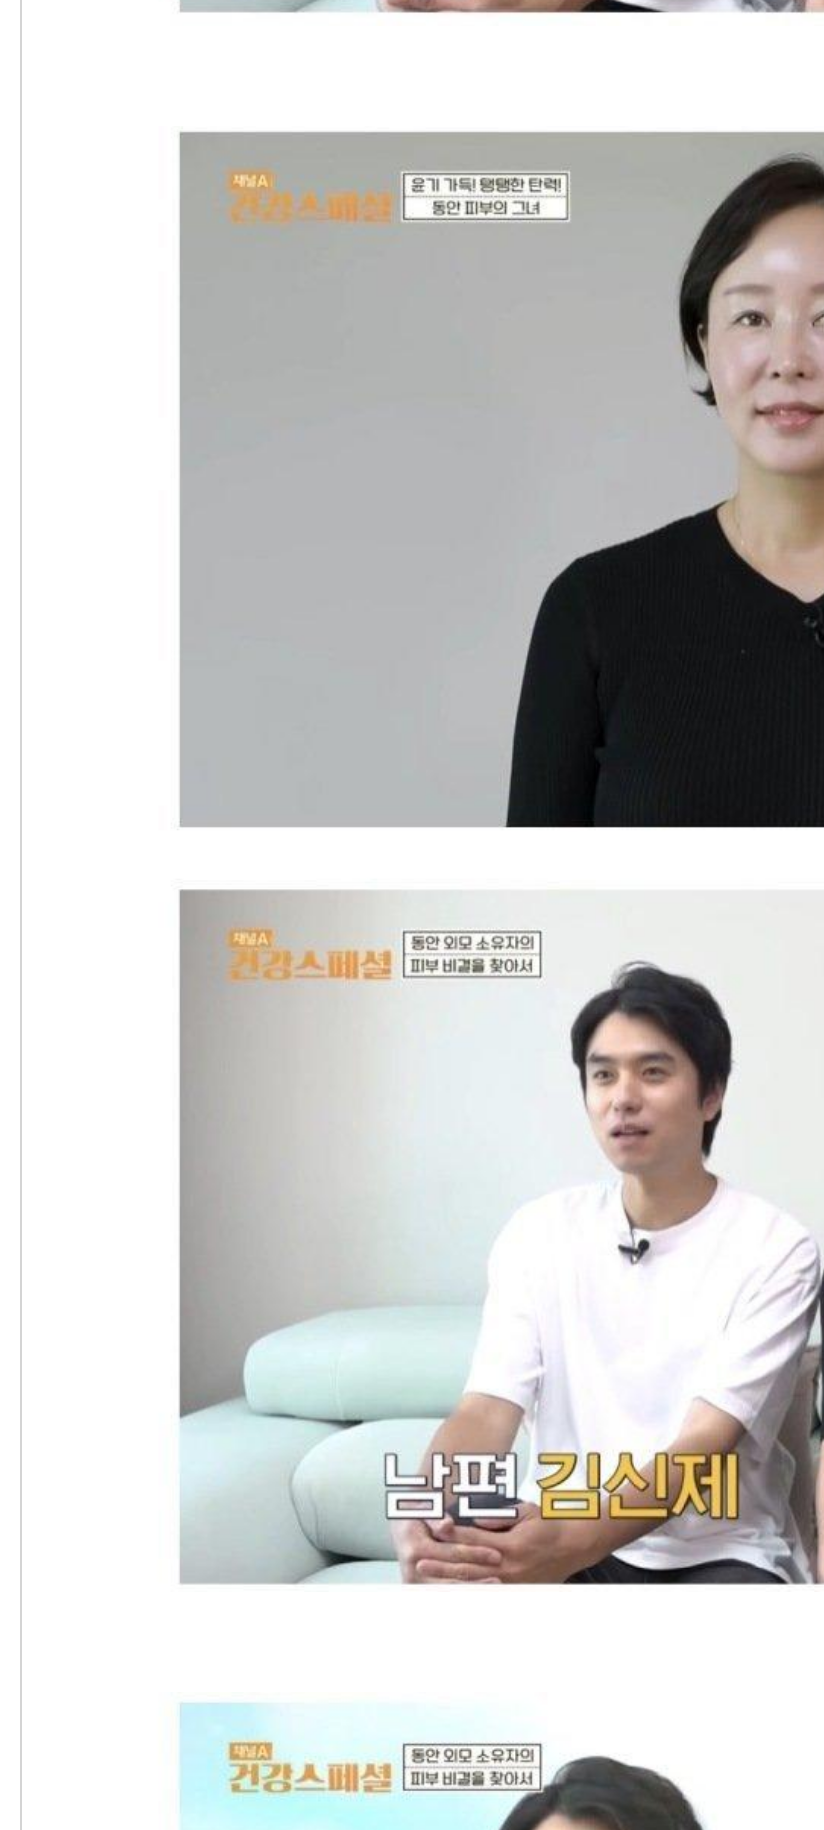 채널A
건강스페셜
윤기 가득! 탱탱한 탄력!
동안 피부의 그녀
채널A
건강스페셜
동안 외모 소유자의
피부 비결을 찾아서
남편 김신제
채널A
건강스페셜
동안 외모 소유자의
피부 비결을 찾아서